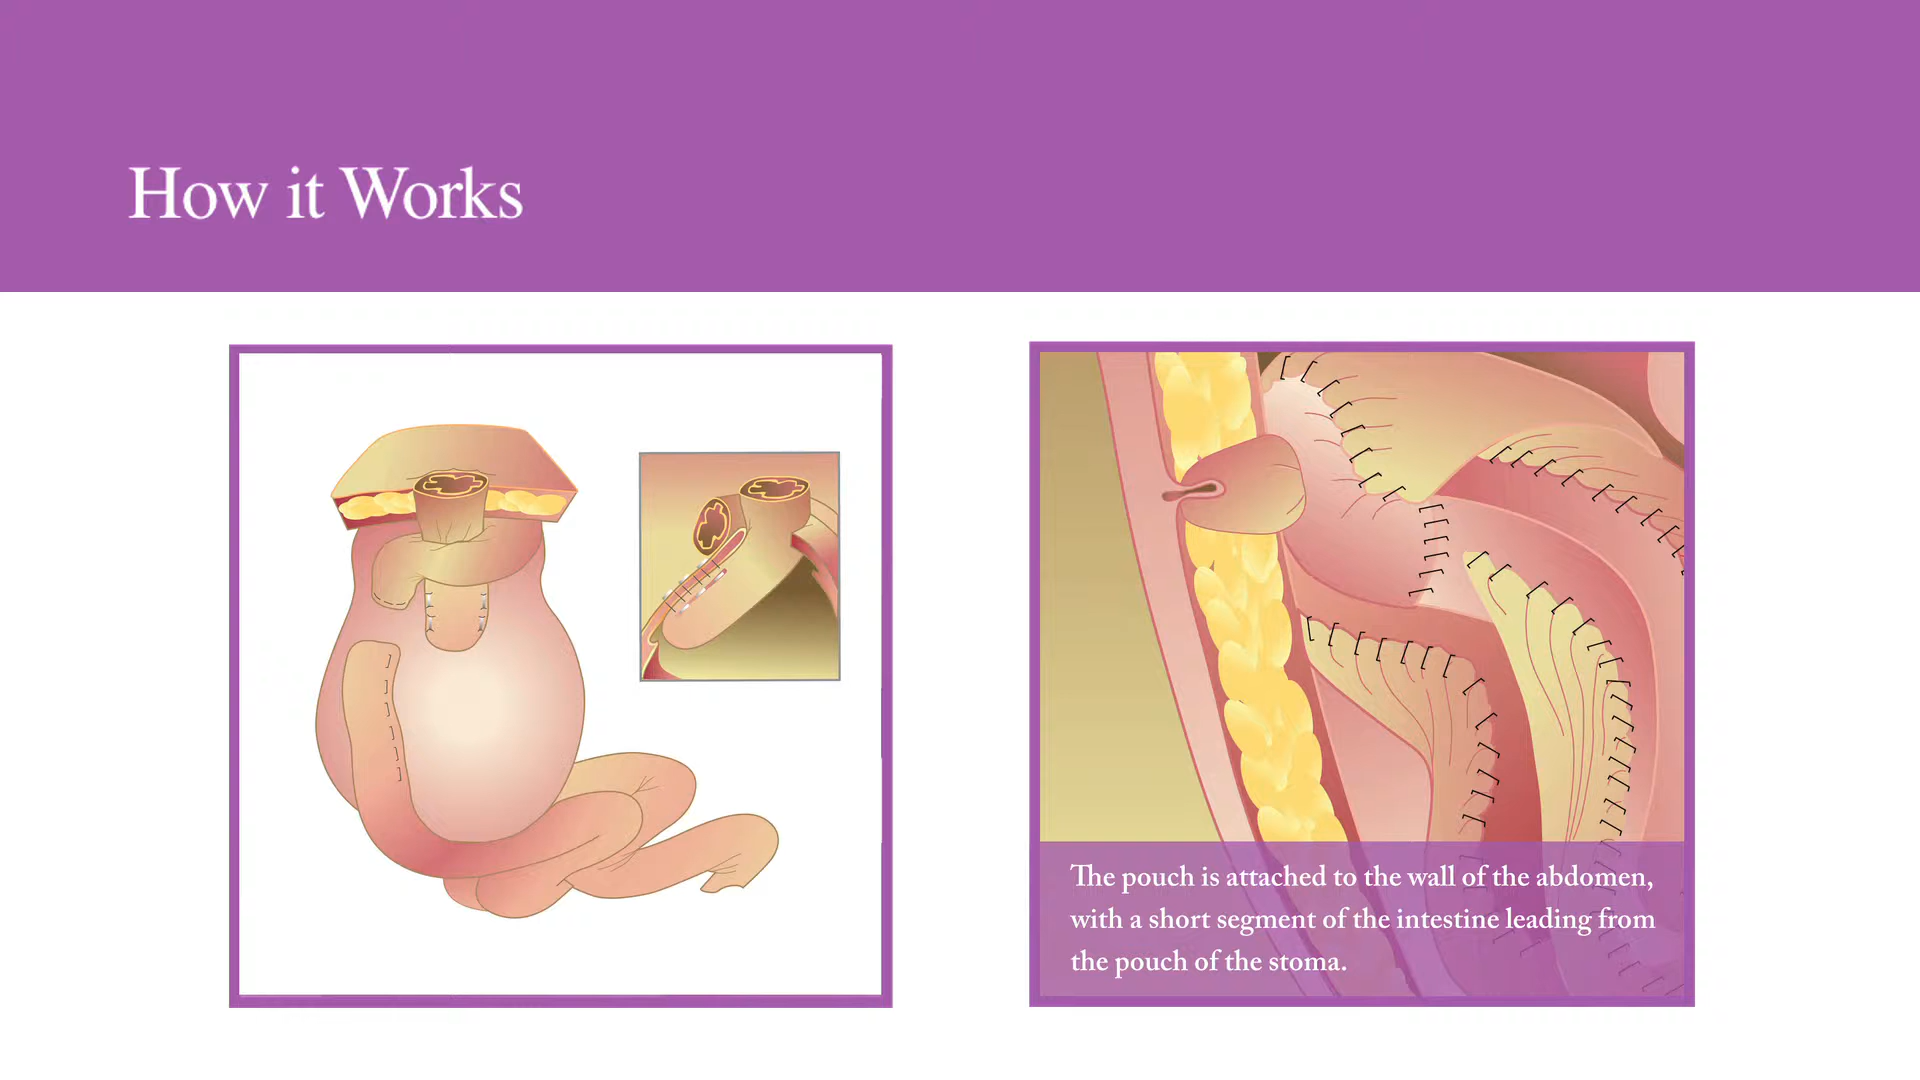 How it Works
The pouch is attached to the wall of the abdomen,
with a short segment of the intestine leading from
the pouch of the stoma.